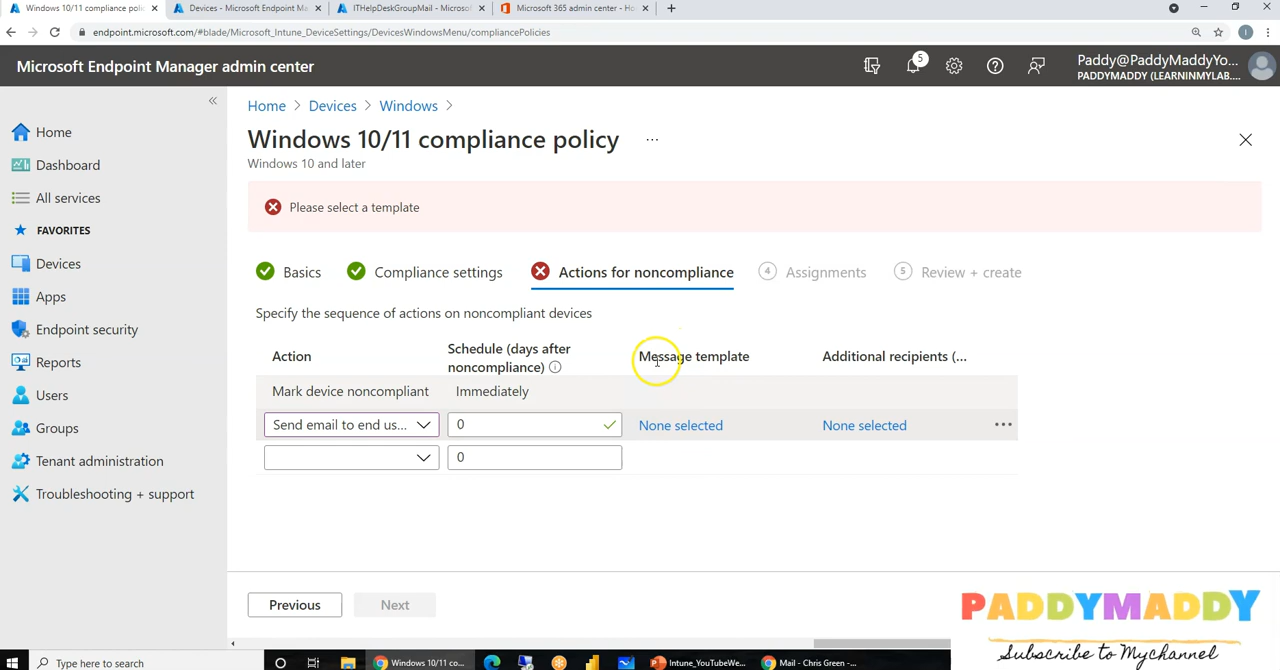 Windows 10/11 compliance policy
Devices - Microsoft Endpoint Ma
ITHelpDeskGroupMail - Microsof
Microsoft 365 admin center - Ho
endpoint.microsoft.com/#blade/Microsoft_Intune_DeviceSettings/DevicesWindowsMenu/compliancePolicies
Microsoft Endpoint Manager admin center
5
Paddy@PaddyMaddyYo...
PADDYMADDY (LEARNINMYLAB....
Home > Devices > Windows >
Windows 10/11 compliance policy ...
Windows 10 and later
Home
Dashboard
All services
FAVORITES
Devices
Apps
Endpoint security
Reports
Users
Groups
Tenant administration
Troubleshooting + support
Please select a template
Basics
Compliance settings
Actions for noncompliance
4 Assignments
5 Review + create
Specify the sequence of actions on noncompliant devices
Action
Schedule (days after noncompliance)
Message template
Additional recipients (...
Mark device noncompliant
Immediately
Send email to end us...
0
None selected
None selected
...
0
Previous
Next
PADDYMADDY
Subscribe to Mychannel
Type here to search
Windows 10/11 co...
Intune_YouTubeWe...
Mail - Chris Green -...